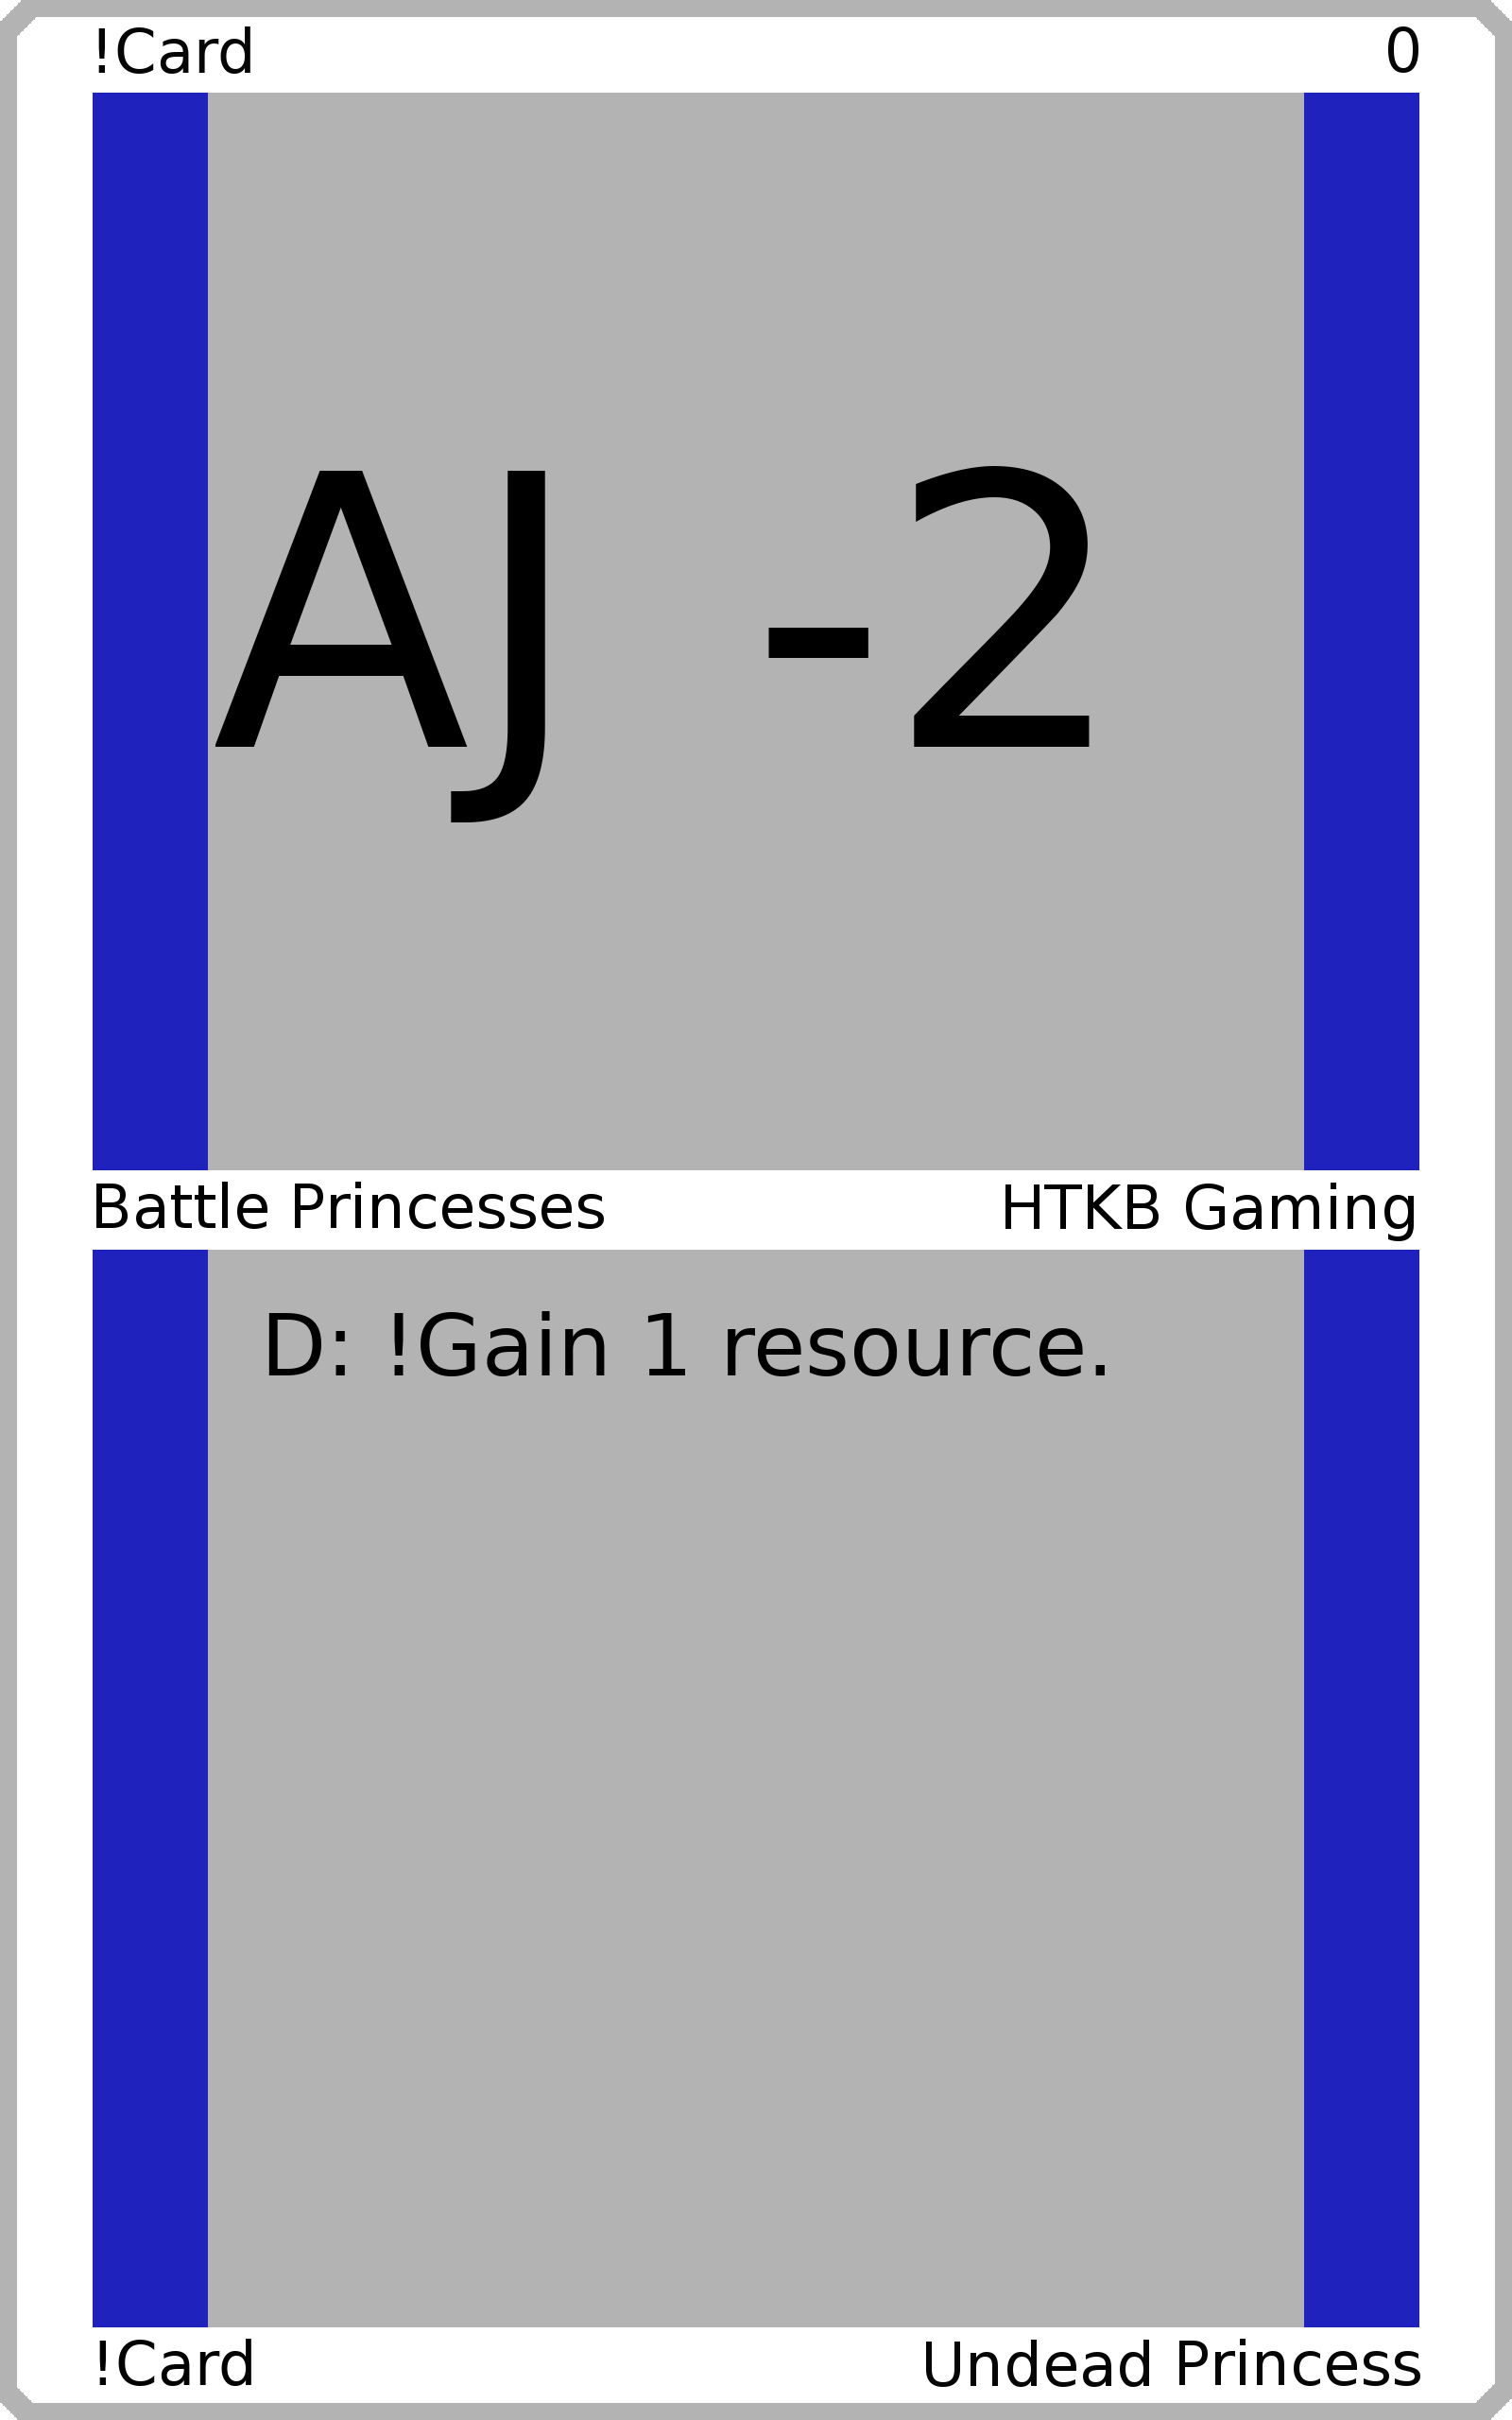 !Card 0
AJ -2
Battle Princesses HTKB Gaming
D: !Gain 1 resource.
!Card Undead Princess